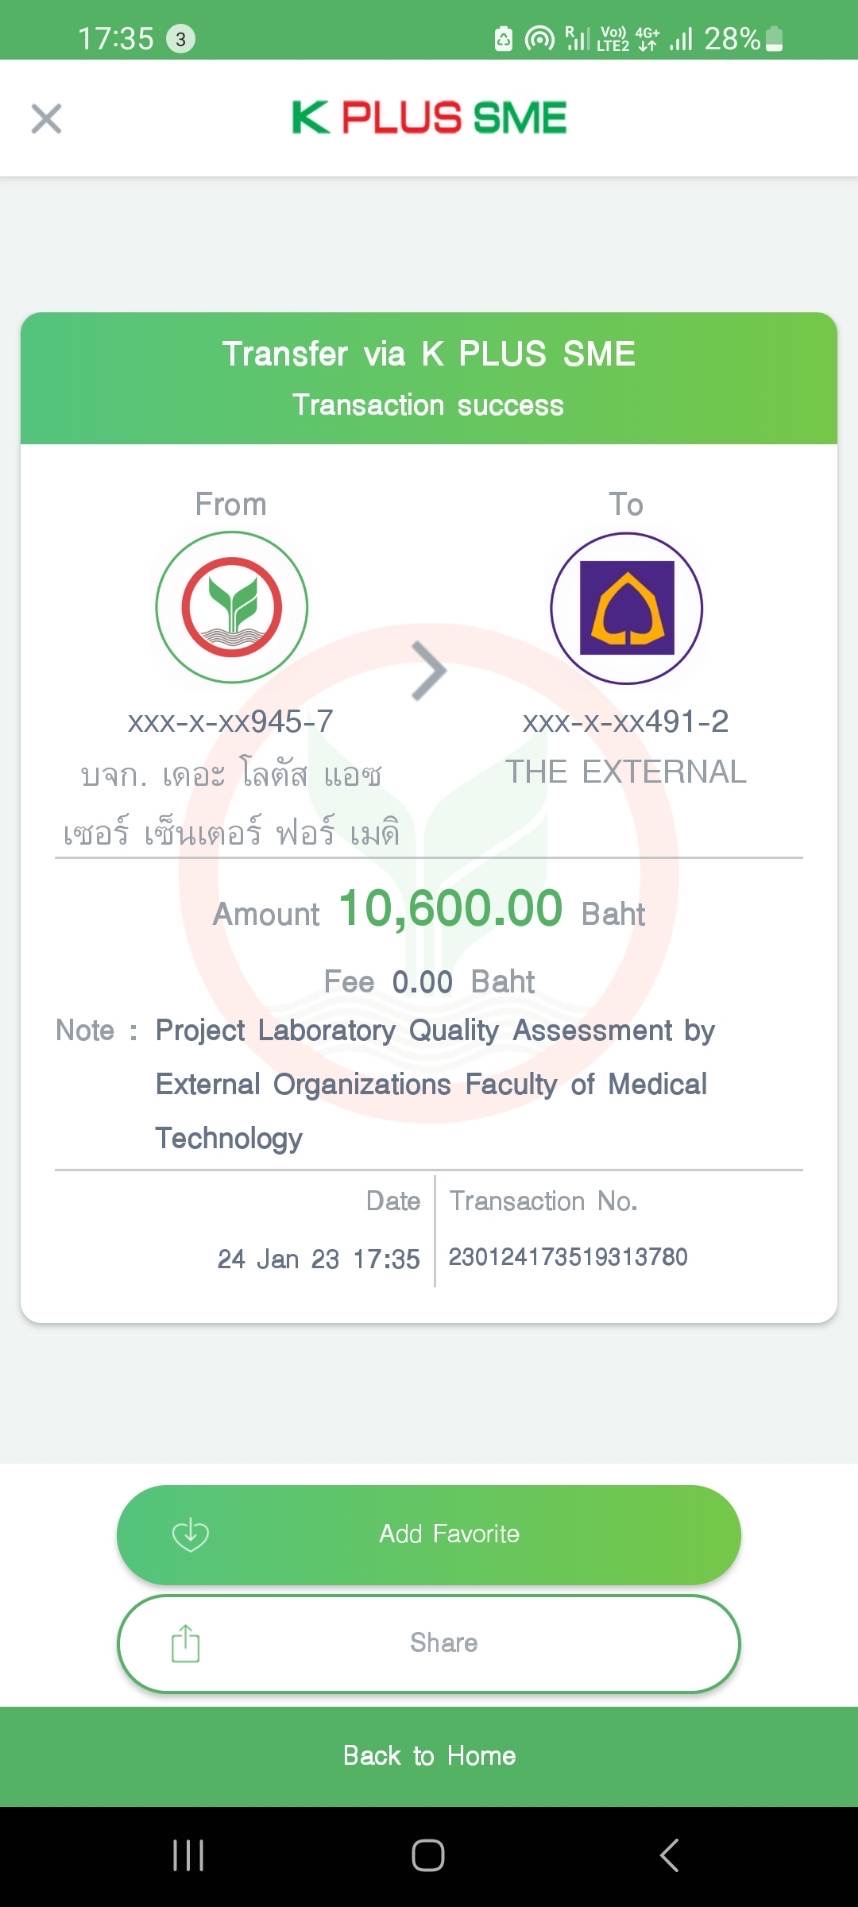 17:35 3 R Vo)) LTE2 4G+ 28%
K PLUS SME
Transfer via K PLUS SME
Transaction success
From To
xxx-x-xx945-7 xxx-x-xx491-2
บจก. เดอะ โลตัส แอซ THE EXTERNAL
เซอร์ เซ็นเตอร์ ฟอร์ เมดิ
Amount 10,600.00 Baht
Fee 0.00 Baht
Note : Project Laboratory Quality Assessment by
External Organizations Faculty of Medical
Technology
Date Transaction No.
24 Jan 23 17:35 230124173519313780
Add Favorite
Share
Back to Home